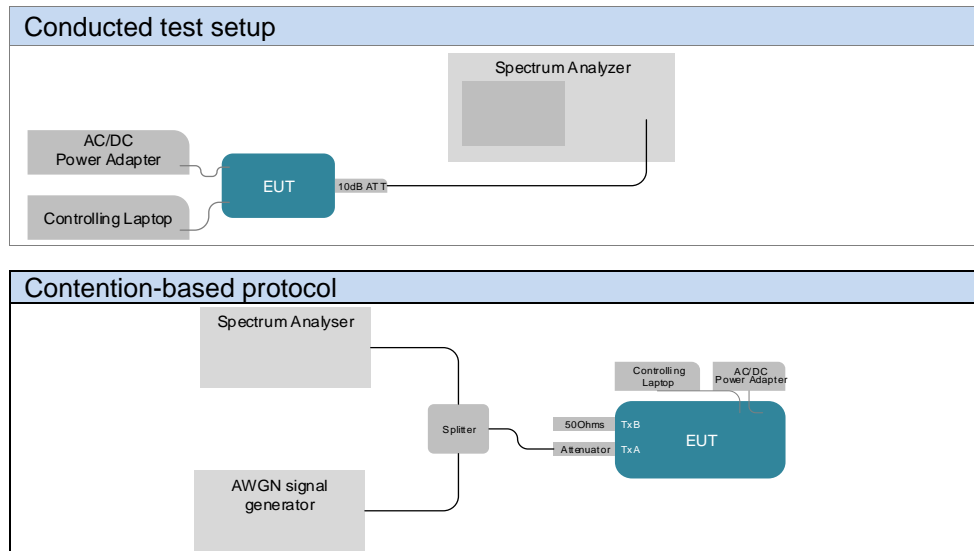 Conducted test setup
Spectrum Analyzer
AC/DC
Power Adapter
EUT
10dB ATT
Controlling Laptop
Contention-based protocol
Spectrum Analyser
Controlling
Laptop
AC/DC
Power Adapter
Splitter
50Ohms
TxB
EUT
Attenuator
TxA
AWGN signal
generator